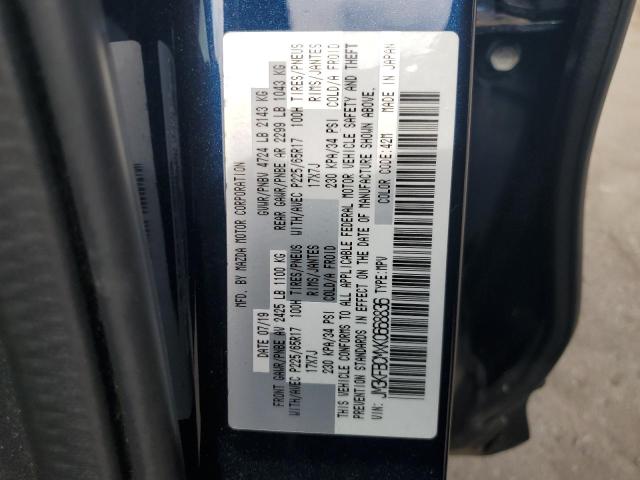 MFD. BY MAZDA MOTOR CORPORATION
DATE 07/19 GVWR/PNBV 4724 LB 2143 KG
FRONT GAWR/PNBE AV 2425 LB 1100 KG REAR GAWR/PNBE AR 2299 LB 1043 KG
WITH/AVEC P225/65R17 100H TIRES/PNEUS WITH/AVEC P225/65R17 100H TIRES/PNEUS
17X7J RIMS/JANTES 17X7J RIMS/JANTES
230 KPA/34 PSI COLD/A FROID 230 KPA/34 PSI COLD/A FROID
THIS VEHICLE CONFORMS TO ALL APPLICABLE FEDERAL MOTOR VEHICLE SAFETY AND THEFT
PREVENTION STANDARDS IN EFFECT ON THE DATE OF MANUFACTURE SHOWN ABOVE.
VIN: JM3KFBDM4K0668836 TYPE:MPV COLOR CODE:42M MADE IN JAPAN